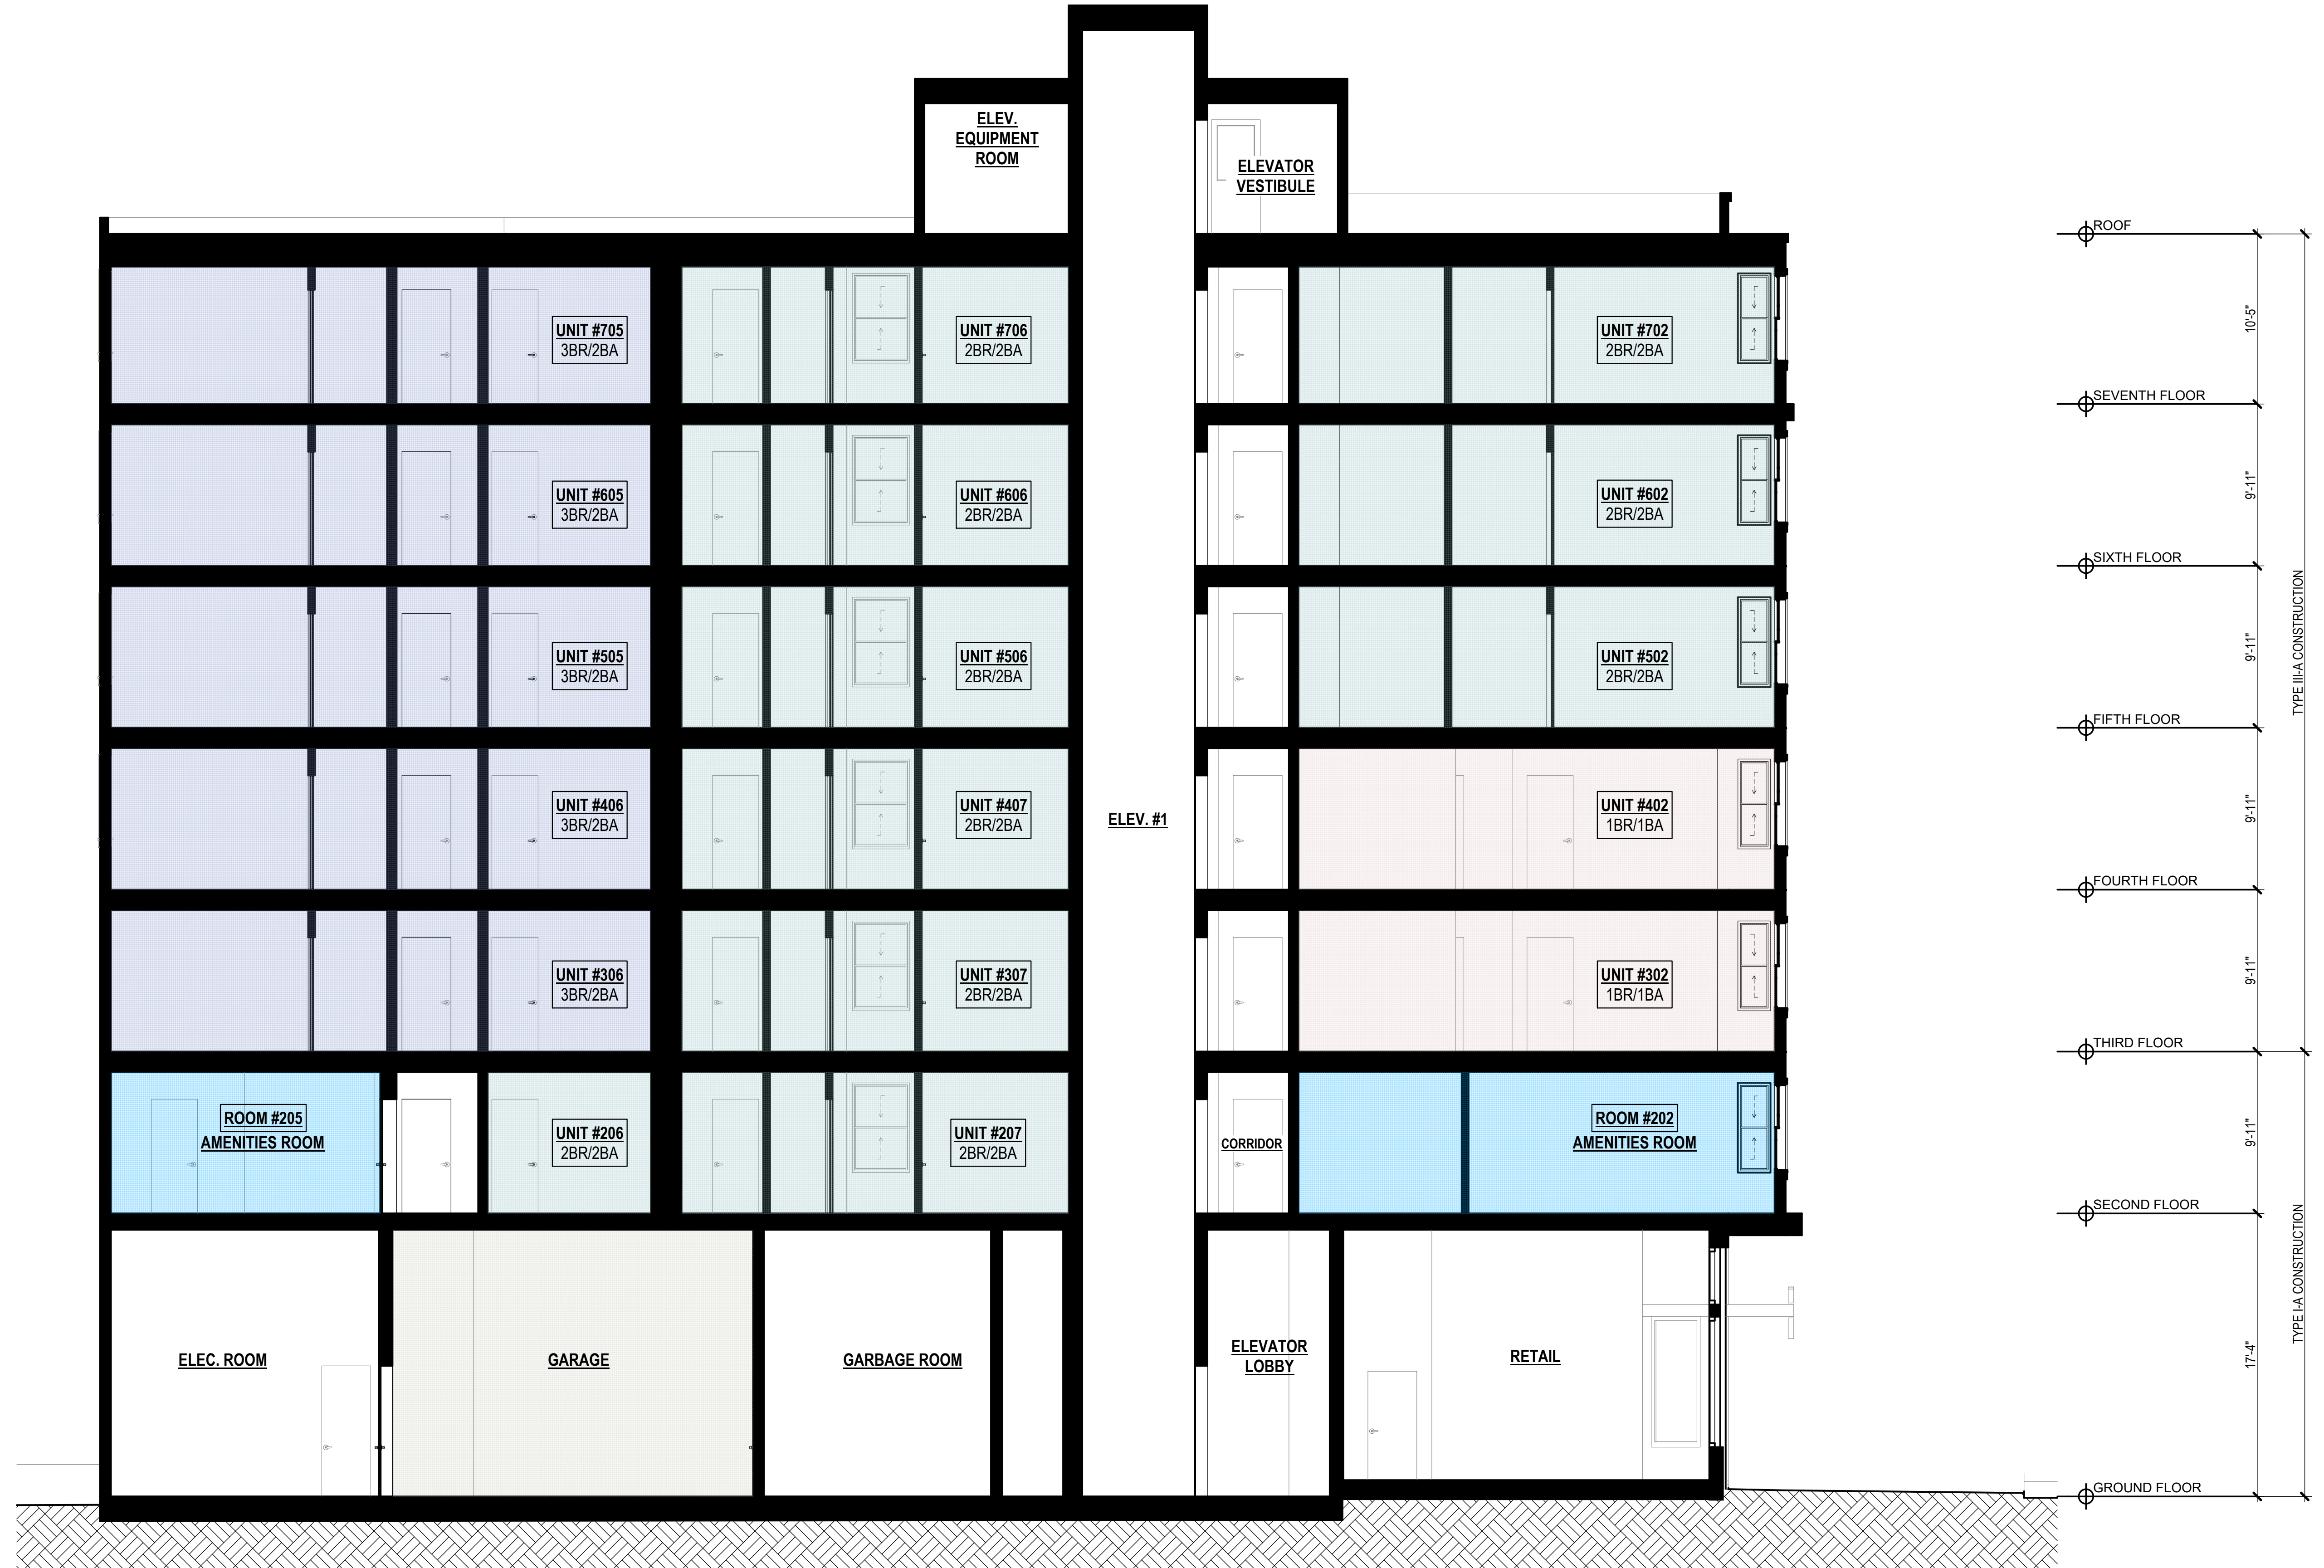 ELEV.
EQUIPMENT
ROOM
ELEVATOR
VESTIBULE
ROOF
UNIT #705
3BR/2BA
UNIT #706
2BR/2BA
UNIT #702
2BR/2BA
10'-5"
SEVENTH FLOOR
UNIT #605
3BR/2BA
UNIT #606
2BR/2BA
UNIT #602
2BR/2BA
9'-11"
SIXTH FLOOR
UNIT #505
3BR/2BA
UNIT #506
2BR/2BA
UNIT #502
2BR/2BA
9'-11"
TYPE III-A CONSTRUCTION
FIFTH FLOOR
UNIT #406
3BR/2BA
UNIT #407
2BR/2BA
ELEV. #1
UNIT #402
1BR/1BA
9'-11"
FOURTH FLOOR
UNIT #306
3BR/2BA
UNIT #307
2BR/2BA
UNIT #302
1BR/1BA
9'-11"
THIRD FLOOR
ROOM #205
AMENITIES ROOM
UNIT #206
2BR/2BA
UNIT #207
2BR/2BA
CORRIDOR
ROOM #202
AMENITIES ROOM
9'-11"
SECOND FLOOR
TYPE I-A CONSTRUCTION
ELEC. ROOM
GARAGE
GARBAGE ROOM
ELEVATOR
LOBBY
RETAIL
17'-4"
GROUND FLOOR